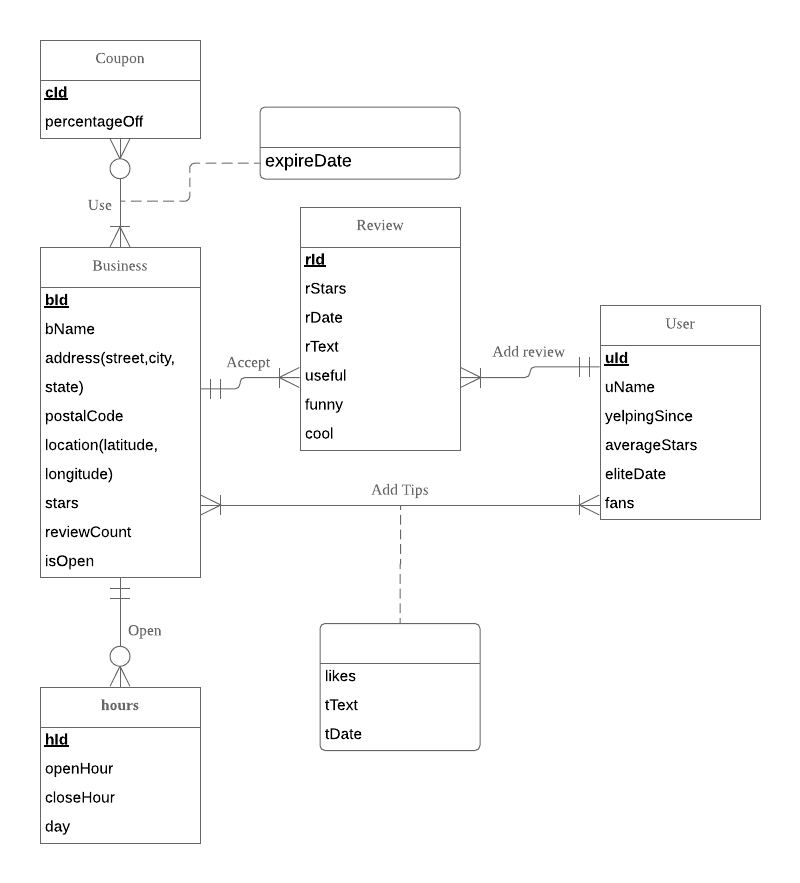 Coupon
cId
percentageOff
expireDate
Use
Review
rId
rStars
rDate
rText
useful
funny
cool
Business
bId
bName
address(street,city,
state)
postalCode
location(latitude,
longitude)
stars
reviewCount
isOpen
Accept
Add review
User
uId
uName
yelpingSince
averageStars
eliteDate
fans
Add Tips
Open
likes
tText
tDate
hours
hId
openHour
closeHour
day